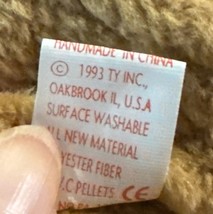 HANDMADE IN CHINA
© 1993 TY INC.,
OAKBROOK IL, U.S.A
SURFACE WASHABLE
ALL NEW MATERIAL
YESTER FIBER
.C PELLETS CE